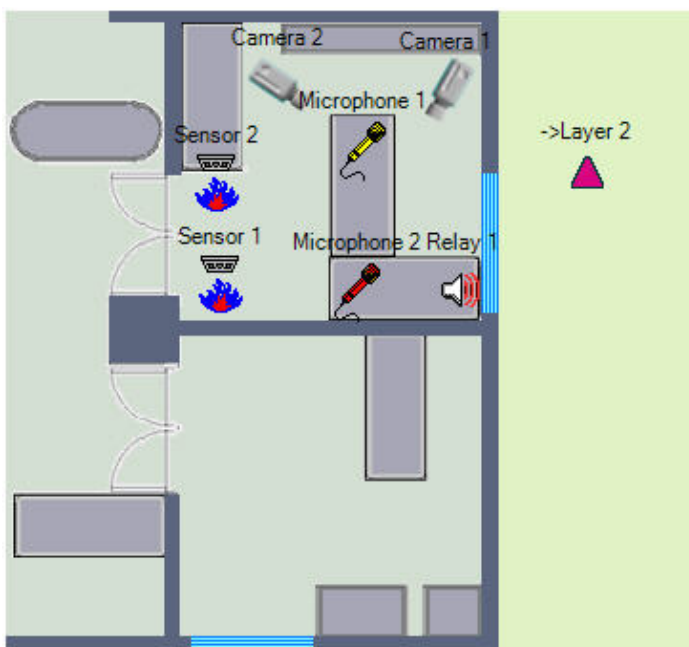 Camera 2
Camera 1
Microphone 1
->Layer 2
Sensor 2
Sensor 1
Microphone 2
Relay 1